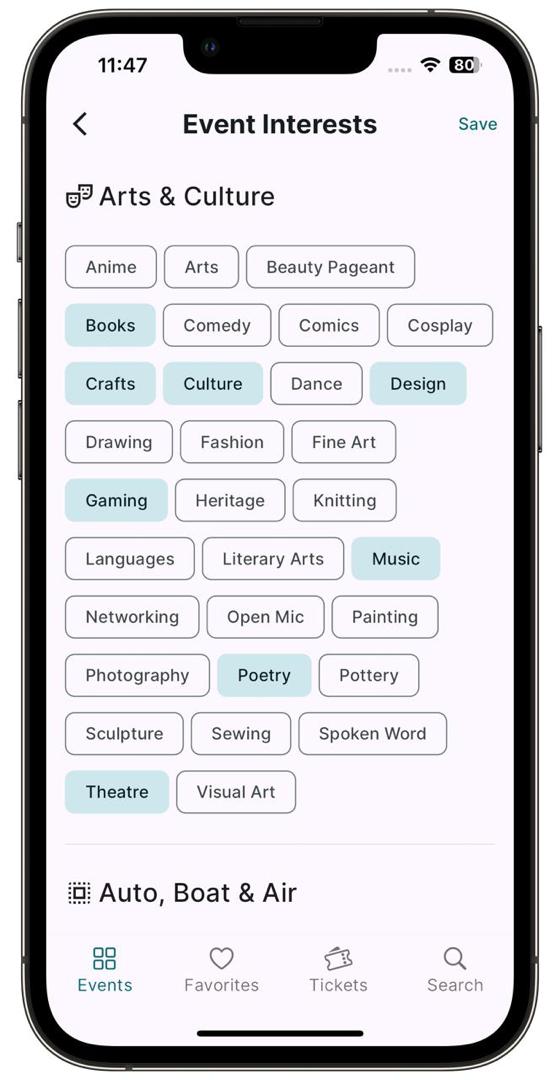 11:47 80
Event Interests Save
Arts & Culture
Anime Arts Beauty Pageant
Books Comedy Comics Cosplay
Crafts Culture Dance Design
Drawing Fashion Fine Art
Gaming Heritage Knitting
Languages Literary Arts Music
Networking Open Mic Painting
Photography Poetry Pottery
Sculpture Sewing Spoken Word
Theatre Visual Art
Auto, Boat & Air
Events Favorites Tickets Search